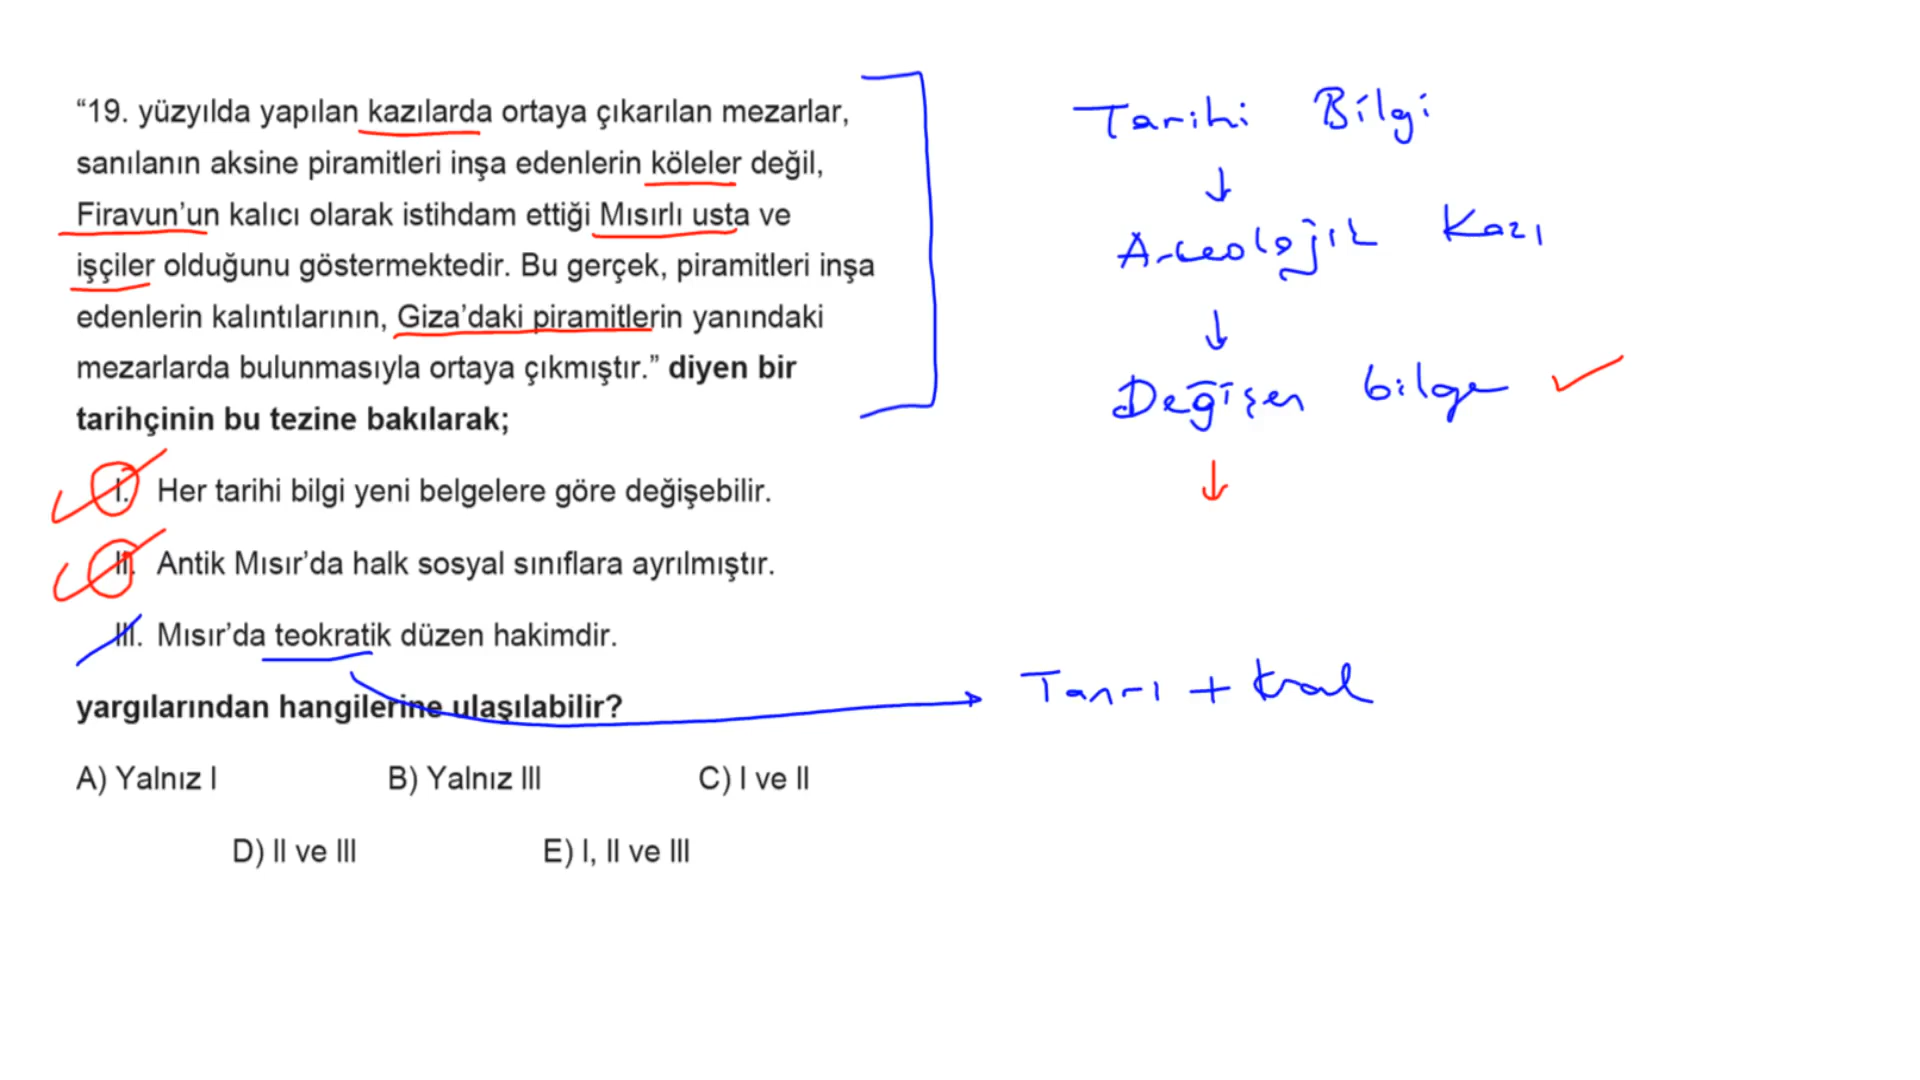 “19. yüzyılda yapılan kazılarda ortaya çıkarılan mezarlar,
sanılanın aksine piramitleri inşa edenlerin köleler değil,
Firavun’un kalıcı olarak istihdam ettiği Mısırlı usta ve
işçiler olduğunu göstermektedir. Bu gerçek, piramitleri inşa
edenlerin kalıntılarının, Giza’daki piramitlerin yanındaki
mezarlarda bulunmasıyla ortaya çıkmıştır.” diyen bir
tarihçinin bu tezine bakılarak;
I. Her tarihi bilgi yeni belgelere göre değişebilir.
II. Antik Mısır’da halk sosyal sınıflara ayrılmıştır.
III. Mısır’da teokratik düzen hakimdir.
yargılarından hangilerine ulaşılabilir?
A) Yalnız I B) Yalnız III C) I ve II
D) II ve III E) I, II ve III
Tarihi Bilgi
↓
Kazı
↓
Değişen
↓
Tanrı + Kral